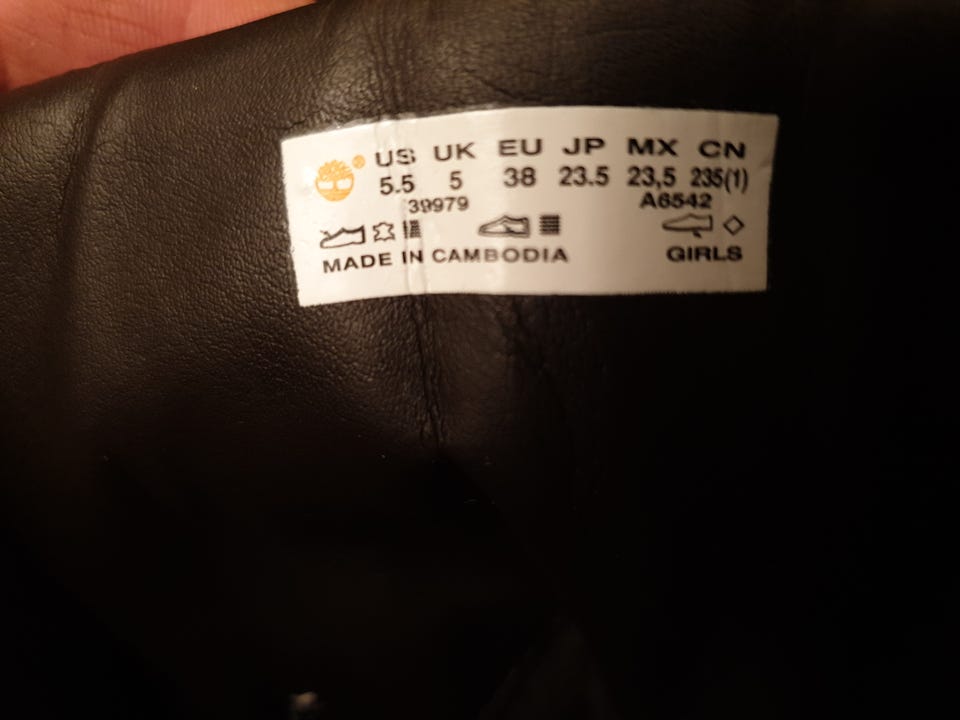 US UK EU JP MX CN
5.5 5 38 23.5 23,5 235(1)
39979 A6542
MADE IN CAMBODIA GIRLS